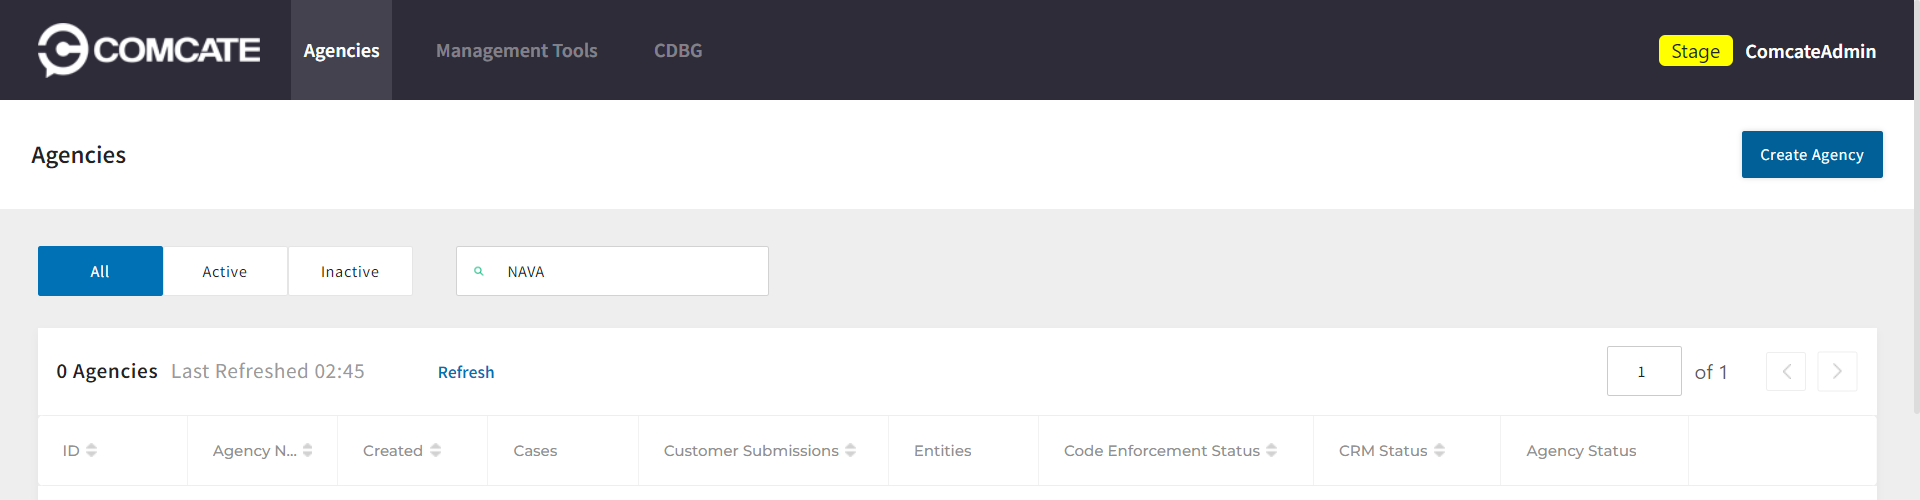 COMCATE Agencies Management Tools CDBG Stage ComcateAdmin
Agencies Create Agency
All Active Inactive NAVA
0 Agencies Last Refreshed 02:45 Refresh 1 of 1
ID Agency N... Created Cases Customer Submissions Entities Code Enforcement Status CRM Status Agency Status